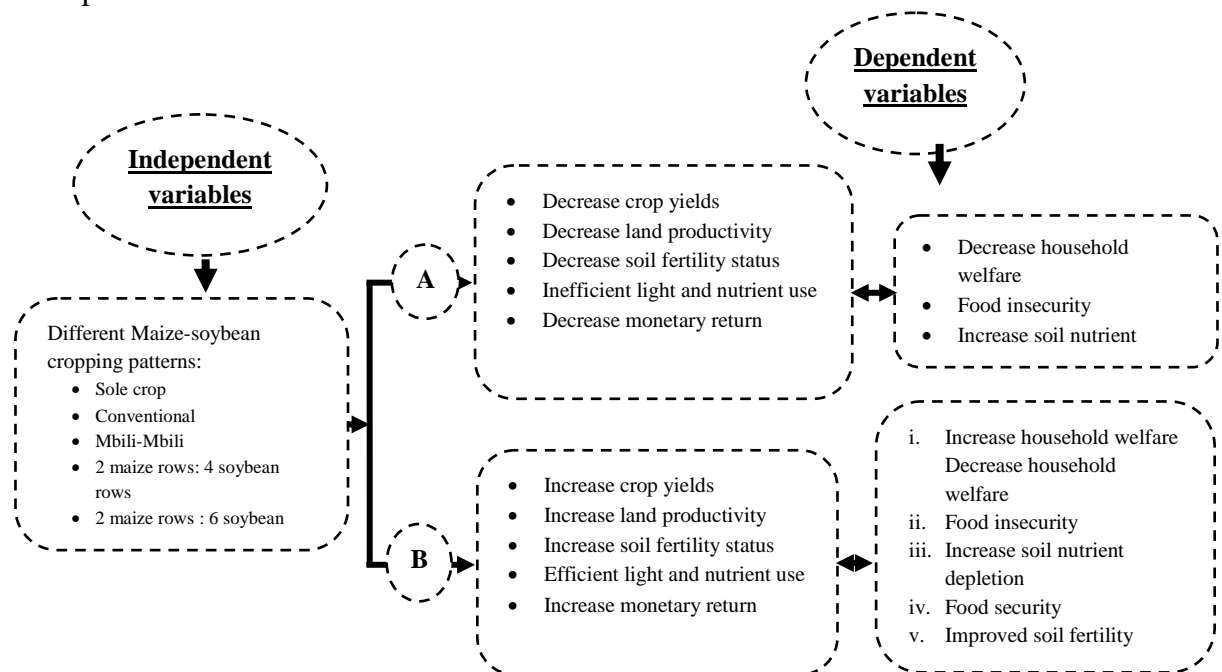 Dependent
variables
Independent
variables
Different Maize-soybean
cropping patterns:
• Sole crop
• Conventional
• Mbili-Mbili
• 2 maize rows: 4 soybean
rows
• 2 maize rows : 6 soybean
A
• Decrease crop yields
• Decrease land productivity
• Decrease soil fertility status
• Inefficient light and nutrient use
• Decrease monetary return
• Decrease household
welfare
• Food insecurity
• Increase soil nutrient
B
• Increase crop yields
• Increase land productivity
• Increase soil fertility status
• Efficient light and nutrient use
• Increase monetary return
i. Increase household welfare
Decrease household
welfare
ii. Food insecurity
iii. Increase soil nutrient
depletion
iv. Food security
v. Improved soil fertility